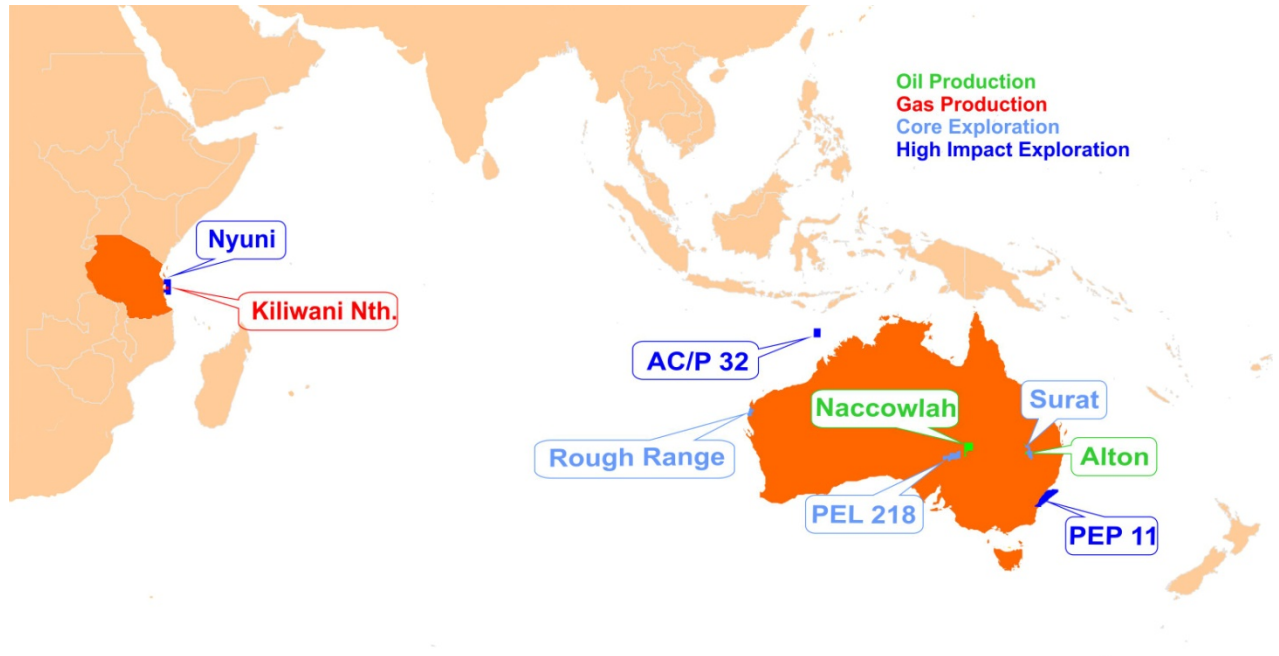 Oil Production
Gas Production
Core Exploration
High Impact Exploration
Nyuni
Kiliwani Nth.
AC/P 32
Naccowlah
Surat
Rough Range
Alton
PEL 218
PEP 11